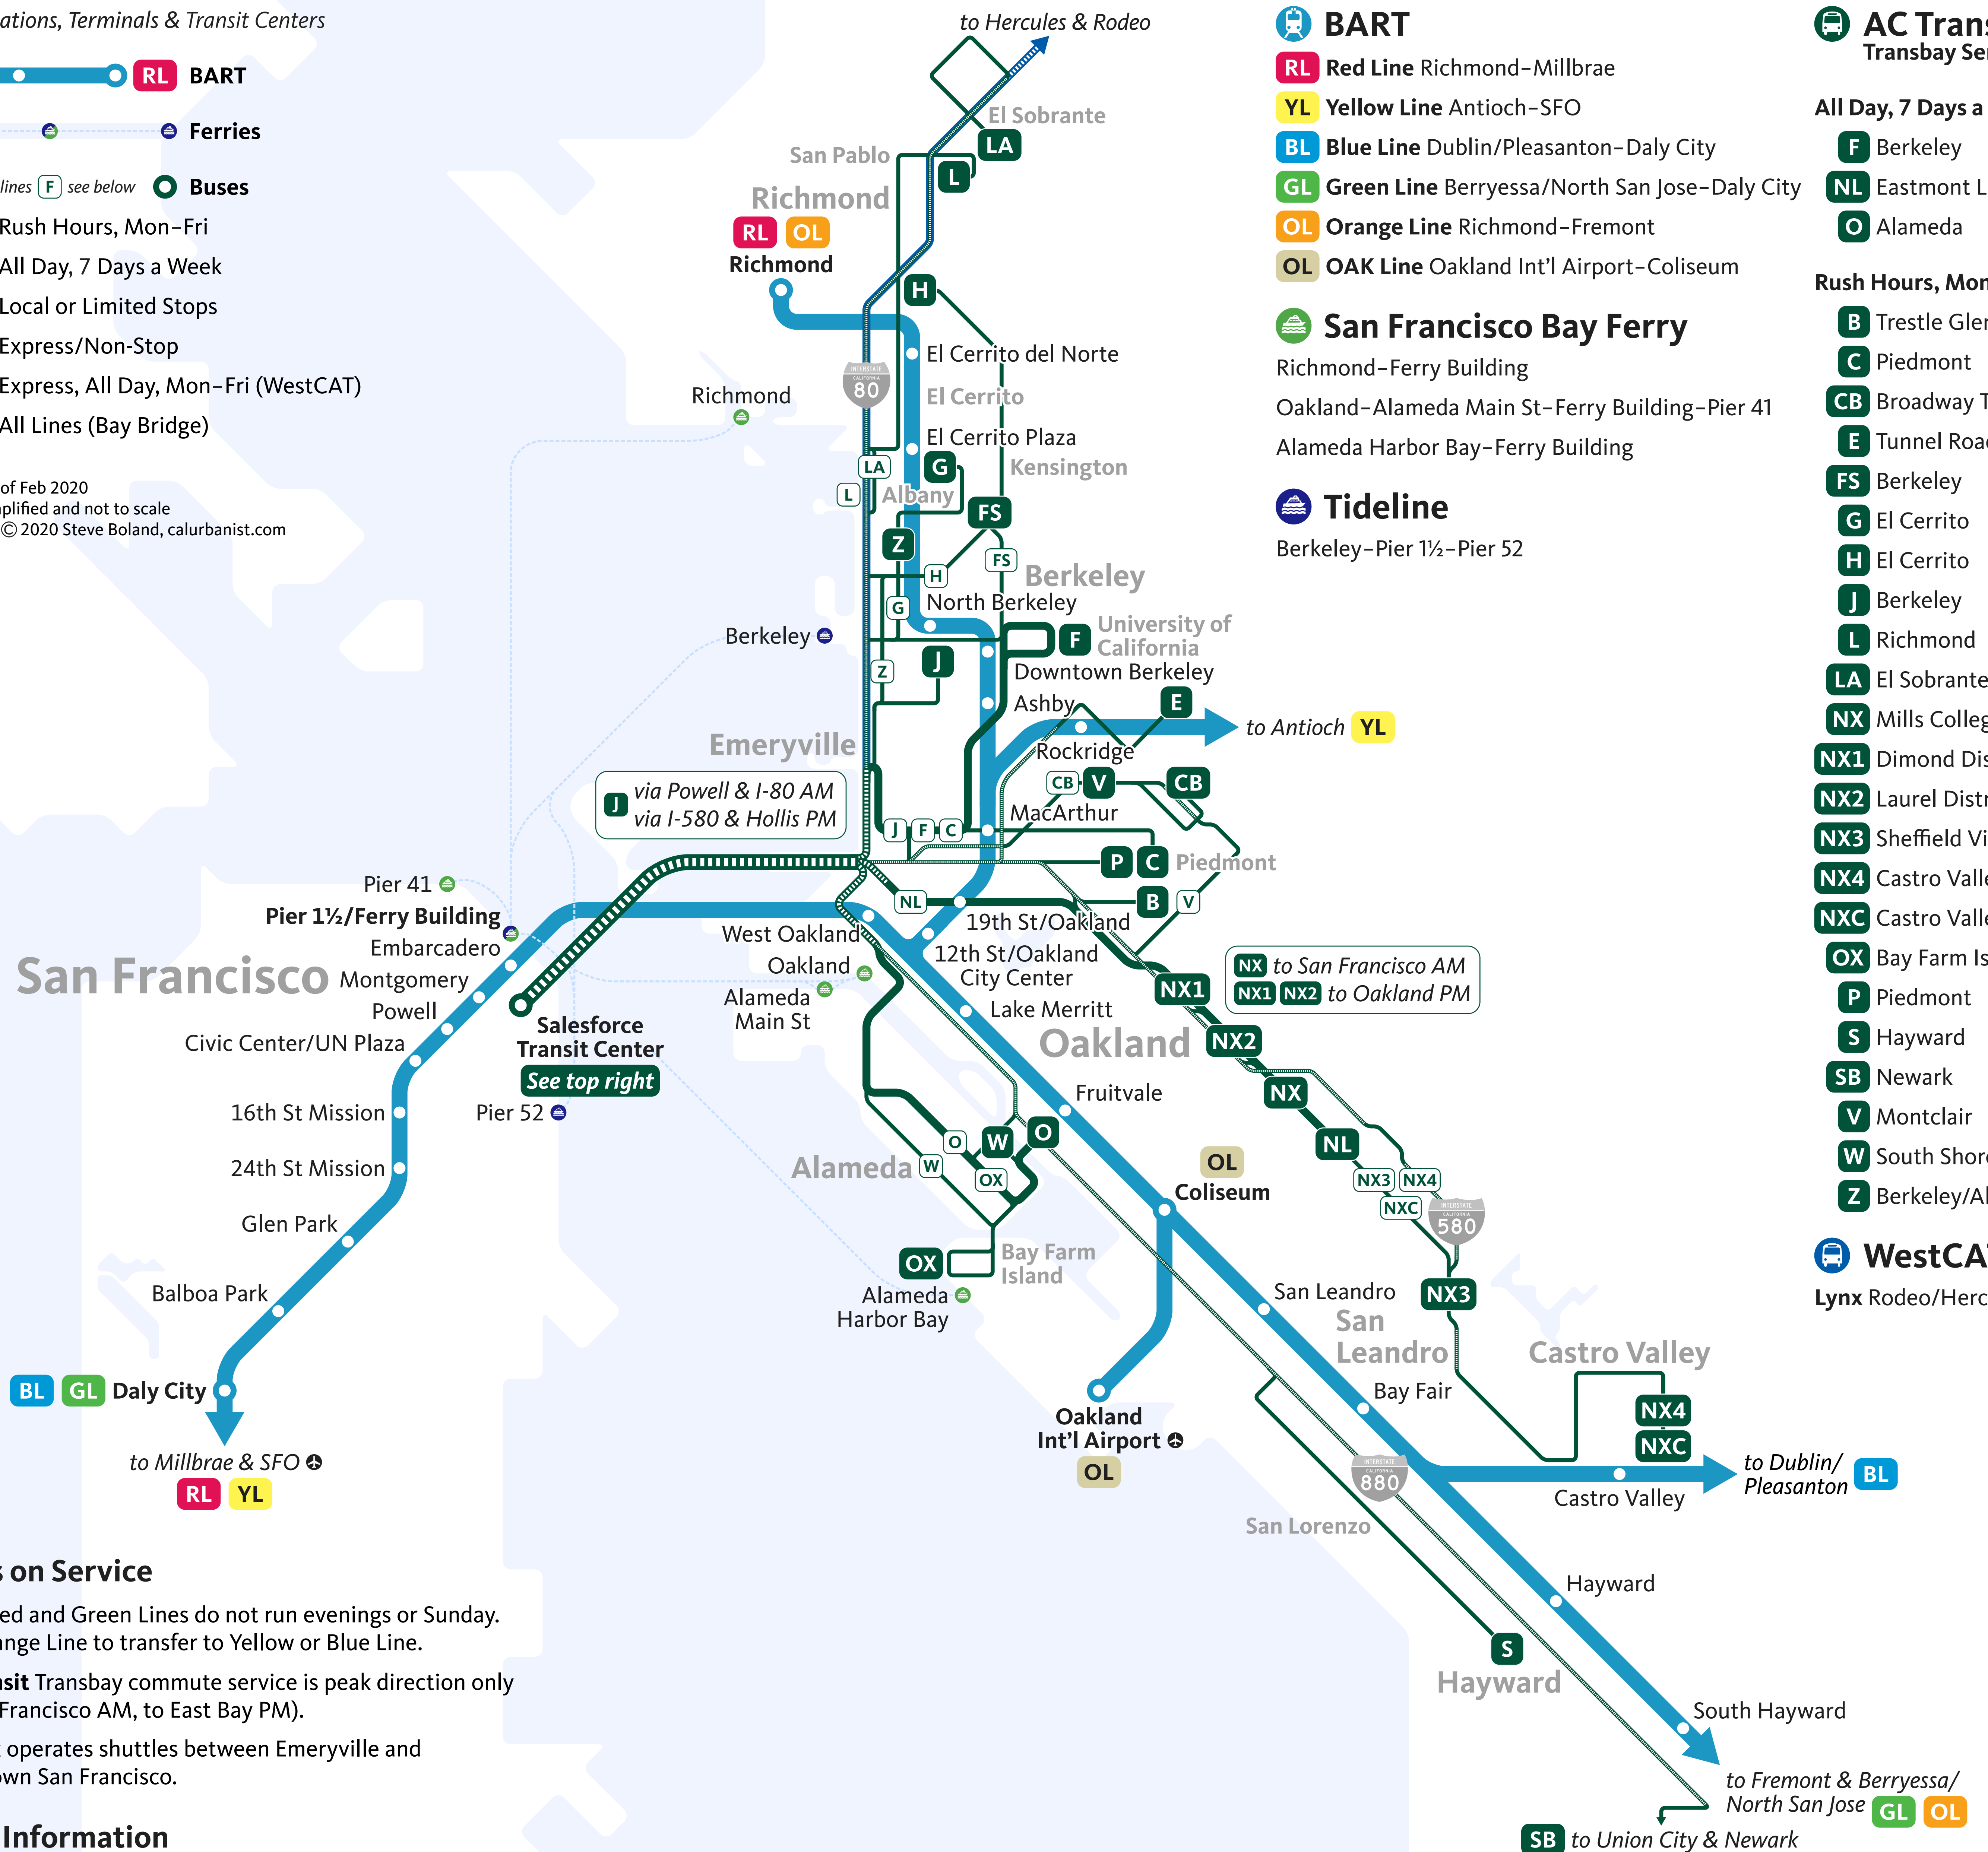 ations, Terminals & Transit Centers
RL BART
Ferries
lines F see below Buses
Rush Hours, Mon–Fri
All Day, 7 Days a Week
Local or Limited Stops
Express/Non-Stop
Express, All Day, Mon–Fri (WestCAT)
All Lines (Bay Bridge)
of Feb 2020
plified and not to scale
© 2020 Steve Boland, calurbanist.com
to Hercules & Rodeo
El Sobrante
LA
San Pablo
L
Richmond
RL OL
Richmond
H
El Cerrito del Norte
INTERSTATE
CALIFORNIA
80
El Cerrito
Richmond
El Cerrito Plaza
LA
G
Kensington
L
Albany
FS
Z
FS
H
Berkeley
G
North Berkeley
Berkeley
University of
California
F
Z
J
Downtown Berkeley
Ashby
E
to Antioch YL
Emeryville
Rockridge
J via Powell & I-80 AM
via I-580 & Hollis PM
CB V CB
MacArthur
J F C
P C Piedmont
Pier 41
NL
B V
Pier 1½/Ferry Building
19th St/Oakland
Embarcadero
West Oakland
12th St/Oakland
City Center
San Francisco
Montgomery
Oakland
NX to San Francisco AM
NX1 NX2 to Oakland PM
NX1
Alameda
Main St
Powell
Lake Merritt
Salesforce
Transit Center
See top right
Civic Center/UN Plaza
Oakland
NX2
Fruitvale
NX
16th St Mission
Pier 52
O W O
NL
24th St Mission
Alameda
W
OX
OL
Coliseum
NX3 NX4
NXC
INTERSTATE
CALIFORNIA
580
Glen Park
OX
Bay Farm
Island
Balboa Park
Alameda
Harbor Bay
San Leandro
NX3
San
Leandro
Castro Valley
BL GL Daly City
Bay Fair
NX4
NXC
Oakland
Int'l Airport
OL
to Millbrae & SFO
RL YL
INTERSTATE
CALIFORNIA
880
to Dublin/
Pleasanton BL
Castro Valley
San Lorenzo
Hayward
S
Hayward
South Hayward
to Fremont & Berryessa/
North San Jose GL OL
SB to Union City & Newark
s on Service
ed and Green Lines do not run evenings or Sunday.
ange Line to transfer to Yellow or Blue Line.
nsit Transbay commute service is peak direction only
Francisco AM, to East Bay PM).
operates shuttles between Emeryville and
own San Francisco.
Information
BART
RL Red Line Richmond–Millbrae
YL Yellow Line Antioch–SFO
BL Blue Line Dublin/Pleasanton–Daly City
GL Green Line Berryessa/North San Jose–Daly City
OL Orange Line Richmond–Fremont
OL OAK Line Oakland Int'l Airport–Coliseum
San Francisco Bay Ferry
Richmond–Ferry Building
Oakland–Alameda Main St–Ferry Building–Pier 41
Alameda Harbor Bay–Ferry Building
Tideline
Berkeley–Pier 1½–Pier 52
AC Trans
Transbay Se
All Day, 7 Days a
F Berkeley
NL Eastmont L
O Alameda
Rush Hours, Mon
B Trestle Gle
C Piedmont
CB Broadway T
E Tunnel Roa
FS Berkeley
G El Cerrito
H El Cerrito
J Berkeley
L Richmond
LA El Sobrante
NX Mills Colleg
NX1 Dimond Dis
NX2 Laurel Distr
NX3 Sheffield Vi
NX4 Castro Valle
NXC Castro Valle
OX Bay Farm Is
P Piedmont
S Hayward
SB Newark
V Montclair
W South Shor
Z Berkeley/Al
WestCA
Lynx Rodeo/Herc